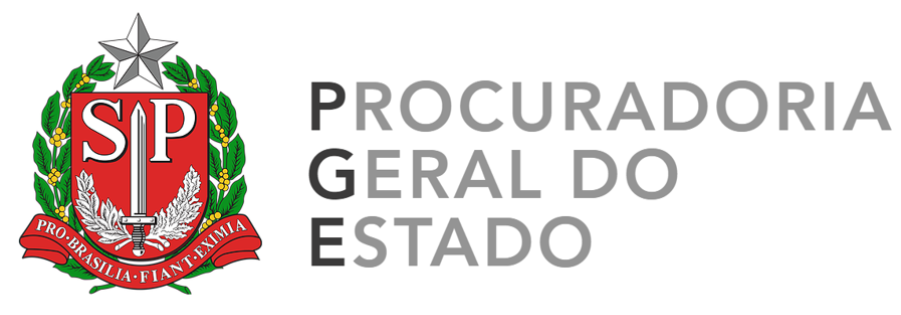 SP
PRO·BRASILIA·FIANT·EXIMIA
PROCURADORIA
GERAL DO
ESTADO